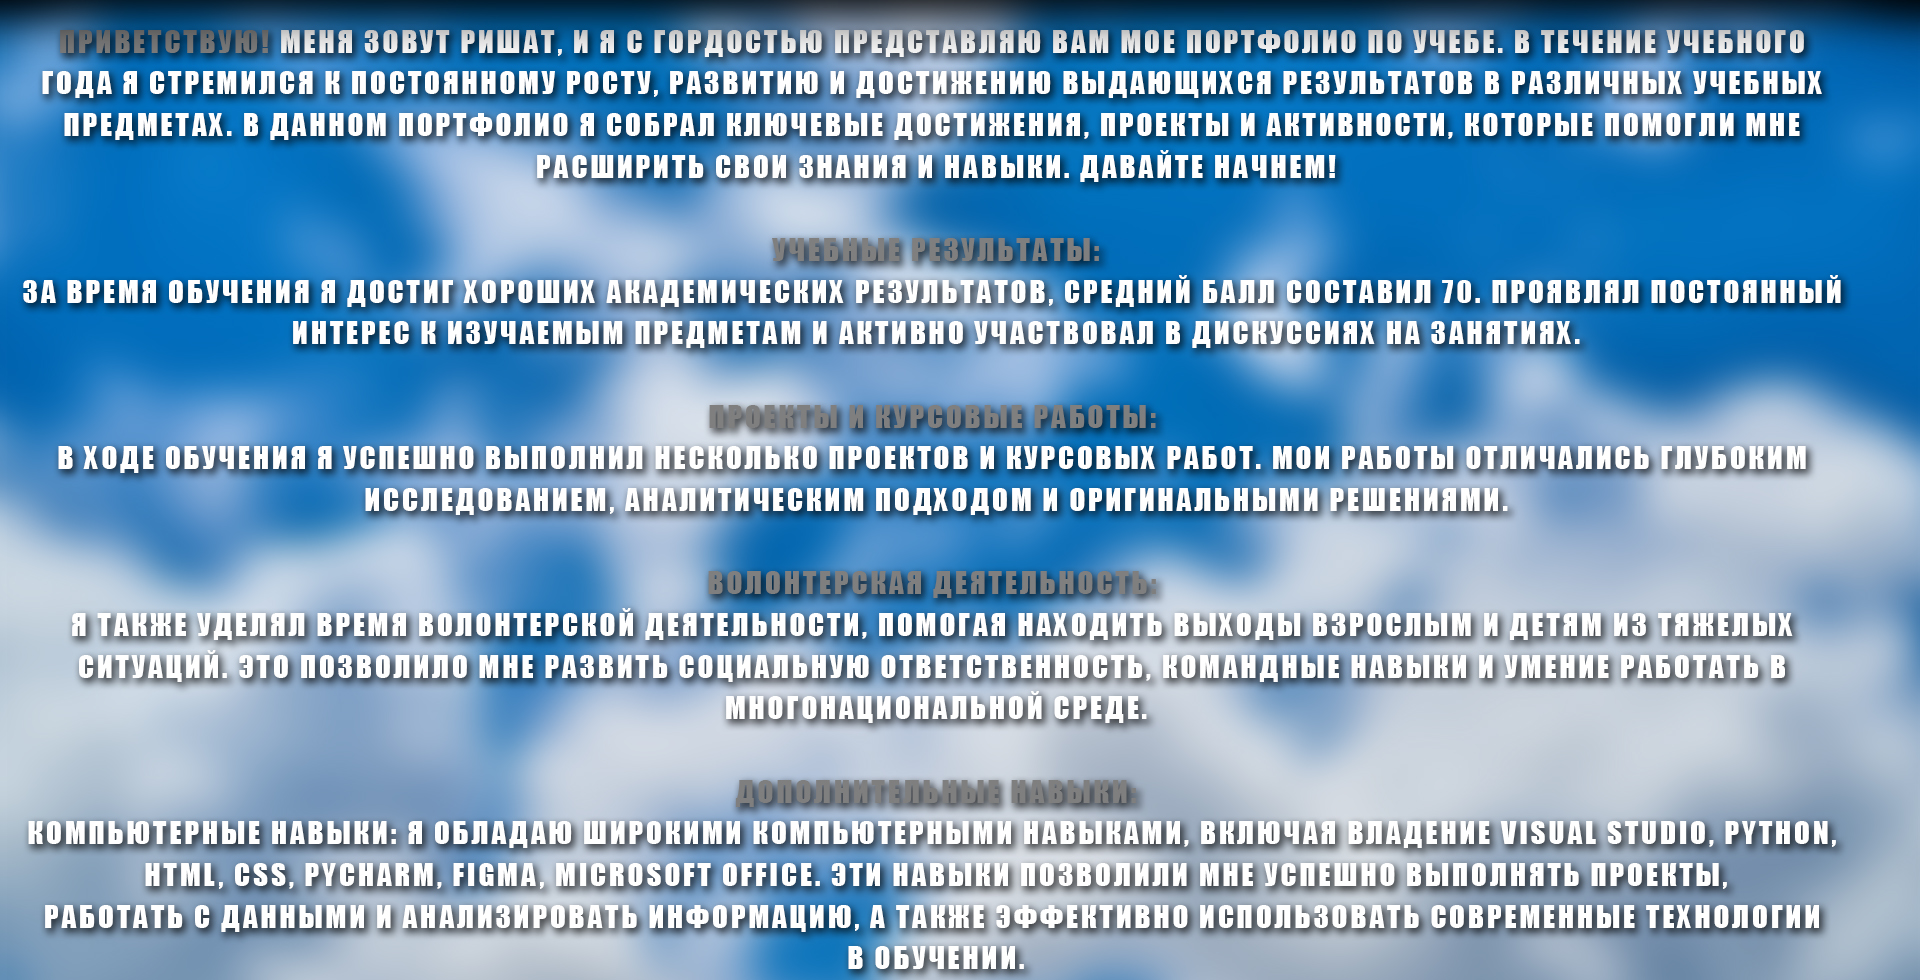 ПРИВЕТСТВУЮ! МЕНЯ ЗОВУТ РИШАТ, И Я С ГОРДОСТЬЮ ПРЕДСТАВЛЯЮ ВАМ МОЕ ПОРТФОЛИО ПО УЧЕБЕ. В ТЕЧЕНИЕ УЧЕБНОГО
ГОДА Я СТРЕМИЛСЯ К ПОСТОЯННОМУ РОСТУ, РАЗВИТИЮ И ДОСТИЖЕНИЮ ВЫДАЮЩИХСЯ РЕЗУЛЬТАТОВ В РАЗЛИЧНЫХ УЧЕБНЫХ
ПРЕДМЕТАХ. В ДАННОМ ПОРТФОЛИО Я СОБРАЛ КЛЮЧЕВЫЕ ДОСТИЖЕНИЯ, ПРОЕКТЫ И АКТИВНОСТИ, КОТОРЫЕ ПОМОГЛИ МНЕ
РАСШИРИТЬ СВОИ ЗНАНИЯ И НАВЫКИ. ДАВАЙТЕ НАЧНЕМ!
УЧЕБНЫЕ РЕЗУЛЬТАТЫ:
ЗА ВРЕМЯ ОБУЧЕНИЯ Я ДОСТИГ ХОРОШИХ АКАДЕМИЧЕСКИХ РЕЗУЛЬТАТОВ, СРЕДНИЙ БАЛЛ СОСТАВИЛ 70. ПРОЯВЛЯЛ ПОСТОЯННЫЙ
ИНТЕРЕС К ИЗУЧАЕМЫМ ПРЕДМЕТАМ И АКТИВНО УЧАСТВОВАЛ В ДИСКУССИЯХ НА ЗАНЯТИЯХ.
ПРОЕКТЫ И КУРСОВЫЕ РАБОТЫ:
В ХОДЕ ОБУЧЕНИЯ Я УСПЕШНО ВЫПОЛНИЛ НЕСКОЛЬКО ПРОЕКТОВ И КУРСОВЫХ РАБОТ. МОИ РАБОТЫ ОТЛИЧАЛИСЬ ГЛУБОКИМ
ИССЛЕДОВАНИЕМ, АНАЛИТИЧЕСКИМ ПОДХОДОМ И ОРИГИНАЛЬНЫМИ РЕШЕНИЯМИ.
ВОЛОНТЕРСКАЯ ДЕЯТЕЛЬНОСТЬ:
Я ТАКЖЕ УДЕЛЯЛ ВРЕМЯ ВОЛОНТЕРСКОЙ ДЕЯТЕЛЬНОСТИ, ПОМОГАЯ НАХОДИТЬ ВЫХОДЫ ВЗРОСЛЫМ И ДЕТЯМ ИЗ ТЯЖЕЛЫХ
СИТУАЦИЙ. ЭТО ПОЗВОЛИЛО МНЕ РАЗВИТЬ СОЦИАЛЬНУЮ ОТВЕТСТВЕННОСТЬ, КОМАНДНЫЕ НАВЫКИ И УМЕНИЕ РАБОТАТЬ В
МНОГОНАЦИОНАЛЬНОЙ СРЕДЕ.
ДОПОЛНИТЕЛЬНЫЕ НАВЫКИ:
КОМПЬЮТЕРНЫЕ НАВЫКИ: Я ОБЛАДАЮ ШИРОКИМИ КОМПЬЮТЕРНЫМИ НАВЫКАМИ, ВКЛЮЧАЯ ВЛАДЕНИЕ VISUAL STUDIO, PYTHON,
HTML, CSS, PYCHARM, FIGMA, MICROSOFT OFFICE. ЭТИ НАВЫКИ ПОЗВОЛИЛИ МНЕ УСПЕШНО ВЫПОЛНЯТЬ ПРОЕКТЫ,
РАБОТАТЬ С ДАННЫМИ И АНАЛИЗИРОВАТЬ ИНФОРМАЦИЮ, А ТАКЖЕ ЭФФЕКТИВНО ИСПОЛЬЗОВАТЬ СОВРЕМЕННЫЕ ТЕХНОЛОГИИ
В ОБУЧЕНИИ.